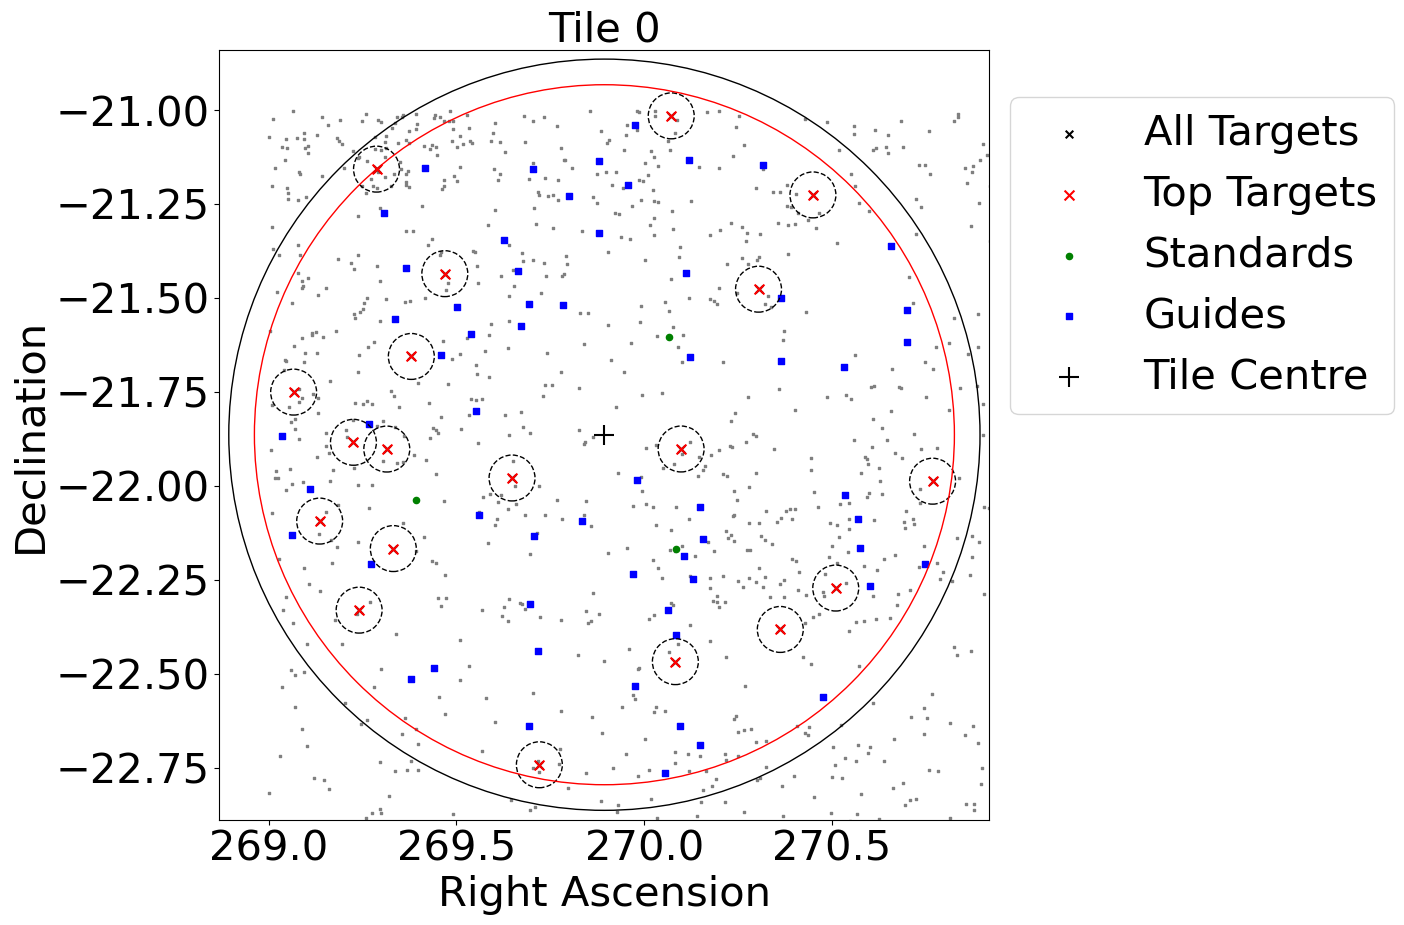 Tile 0
−21.00
−21.25
−21.50
−21.75
−22.00
−22.25
−22.50
−22.75
Declination
269.0 269.5 270.0 270.5
Right Ascension
All Targets
Top Targets
Standards
Guides
Tile Centre